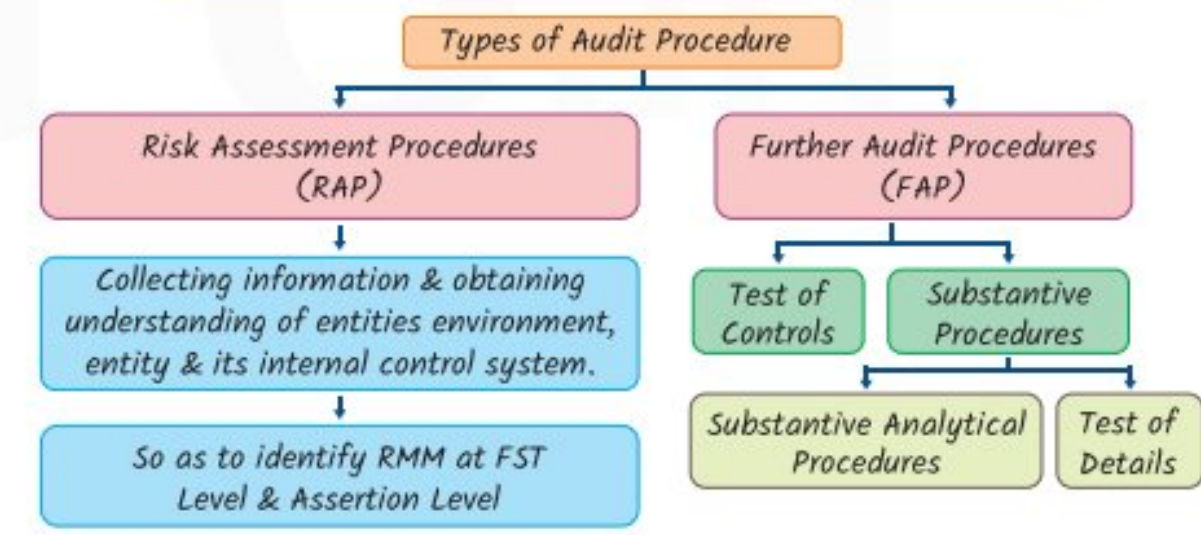 Types of Audit Procedure
Risk Assessment Procedures
(RAP)
Collecting information & obtaining
understanding of entities environment,
entity & its internal control system.
So as to identify RMM at FST
Level & Assertion Level
Further Audit Procedures
(FAP)
Test of
Controls
Substantive
Procedures
Substantive Analytical
Procedures
Test of
Details